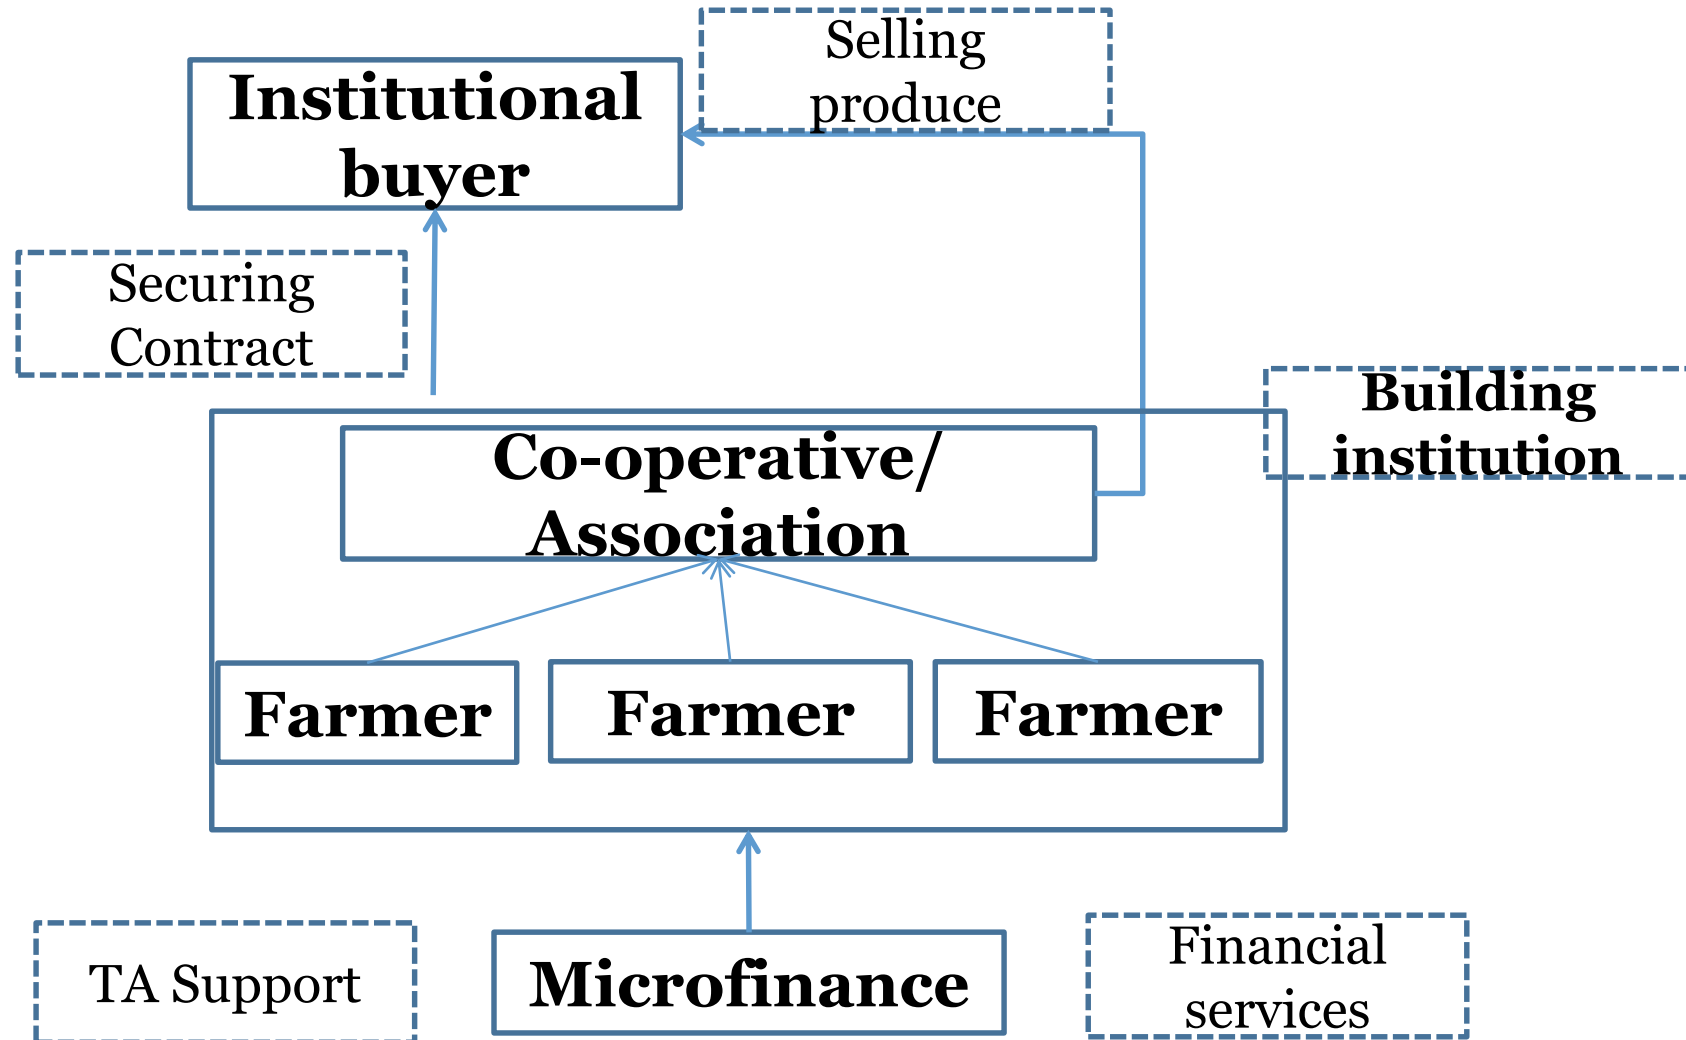 Selling
produce
Institutional
buyer
Securing
Contract
Building
institution
Co-operative/
Association
Farmer
Farmer
Farmer
TA Support
Microfinance
Financial
services